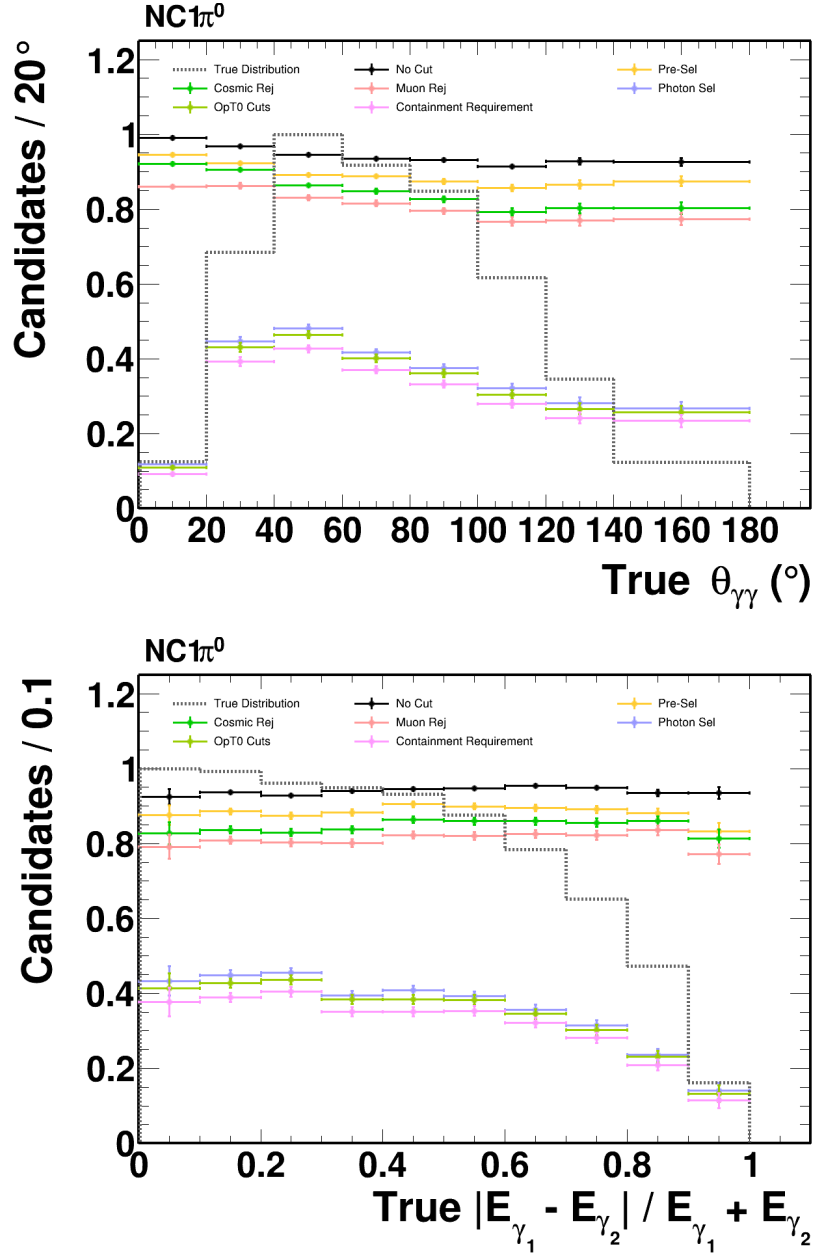 NC1π⁰
Candidates / 20°
1.2
1
0.8
0.6
0.4
0.2
0
True Distribution
No Cut
Pre-Sel
Cosmic Rej
Muon Rej
Photon Sel
OpT0 Cuts
Containment Requirement
0 20 40 60 80 100 120 140 160 180
True θγγ (°)
NC1π⁰
Candidates / 0.1
1.2
1
0.8
0.6
0.4
0.2
0
True Distribution
No Cut
Pre-Sel
Cosmic Rej
Muon Rej
Photon Sel
OpT0 Cuts
Containment Requirement
0 0.2 0.4 0.6 0.8 1
True |Eγ₁ - Eγ₂| / Eγ₁ + Eγ₂